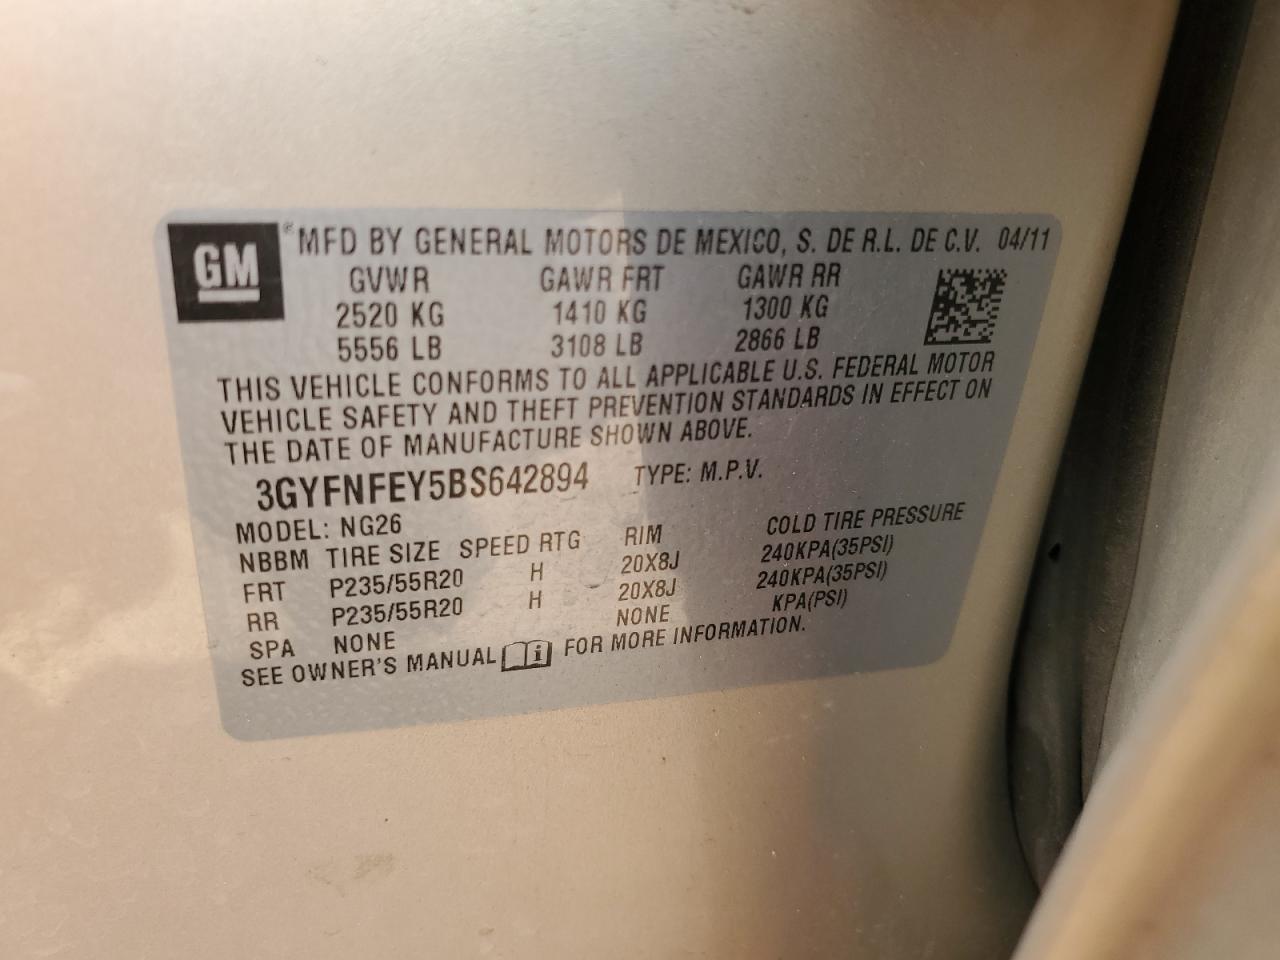 GM ® MFD BY GENERAL MOTORS DE MEXICO, S. DE R.L. DE C.V. 04/11
GVWR GAWR FRT GAWR RR
2520 KG 1410 KG 1300 KG
5556 LB 3108 LB 2866 LB
THIS VEHICLE CONFORMS TO ALL APPLICABLE U.S. FEDERAL MOTOR
VEHICLE SAFETY AND THEFT PREVENTION STANDARDS IN EFFECT ON
THE DATE OF MANUFACTURE SHOWN ABOVE.
3GYFNFEY5BS642894 TYPE: M.P.V.
MODEL: NG26
NBBM TIRE SIZE SPEED RTG RIM COLD TIRE PRESSURE
FRT P235/55R20 H 20X8J 240KPA(35PSI)
RR P235/55R20 H 20X8J 240KPA(35PSI)
SPA NONE NONE KPA(PSI)
SEE OWNER'S MANUAL i FOR MORE INFORMATION.